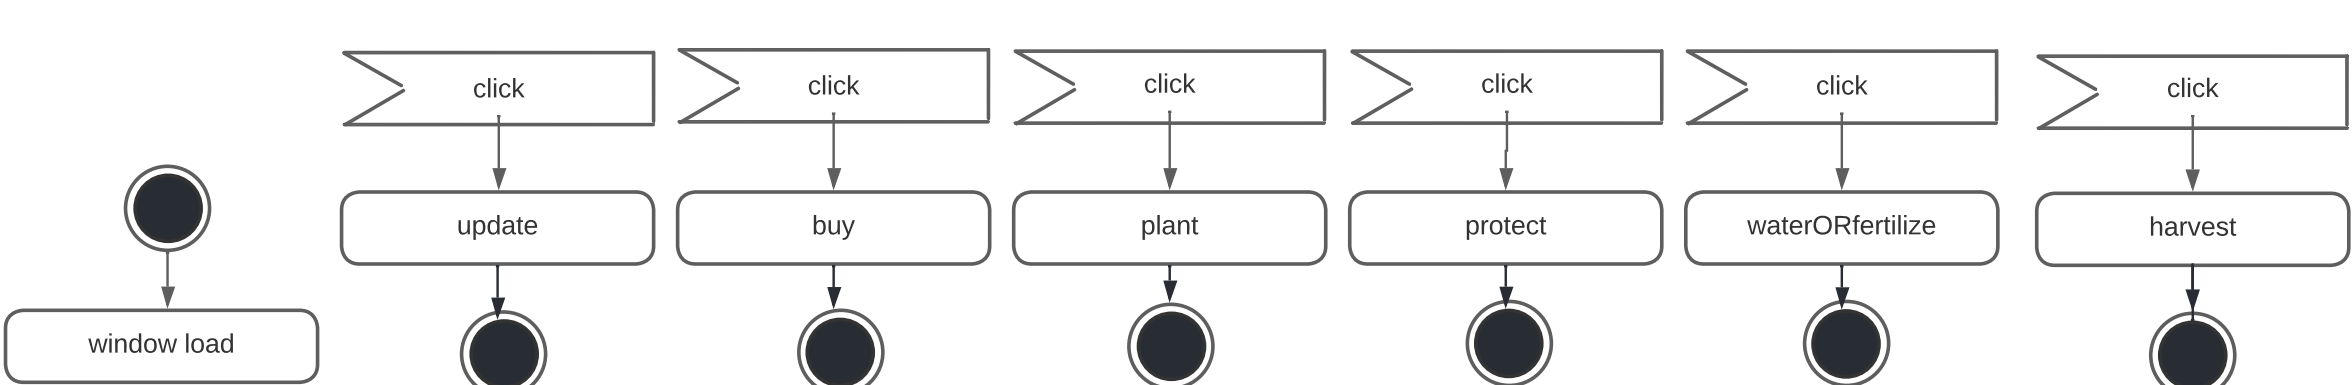 click
click
click
click
click
click
update
buy
plant
protect
waterORfertilize
harvest
window load